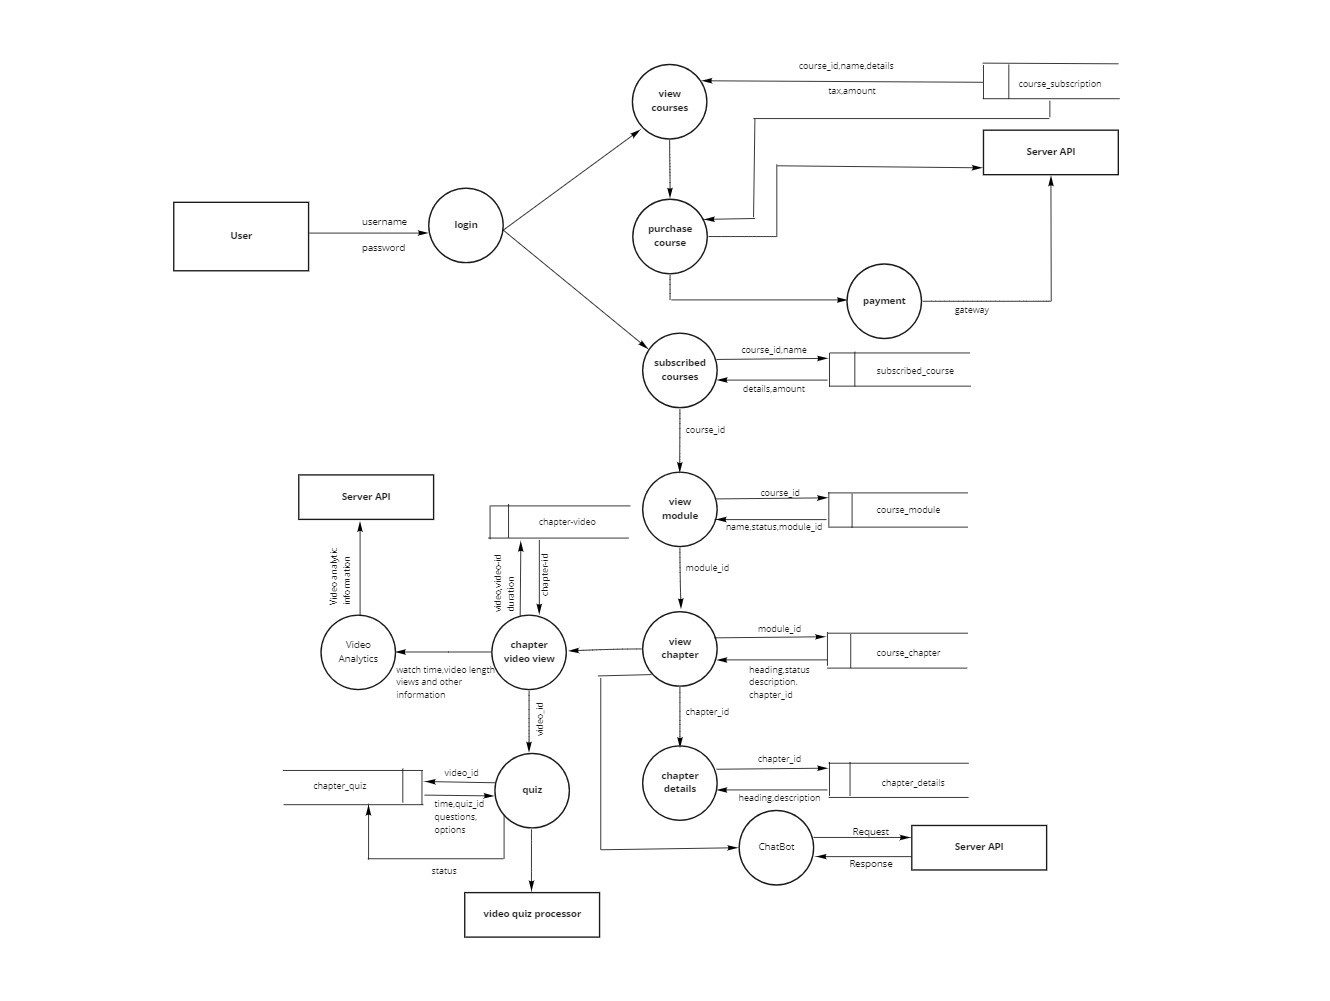 course_id,name,details
view
courses
tax,amount
course_subscription
Server API
User
username
password
login
purchase
course
payment
gateway
subscribed
courses
course_id,name
details,amount
subscribed_course
course_id
Server API
view
module
course_id
name,status,module_id
course_module
chapter-video
Video analytic
information
video,video-id
duration
chapter-id
module_id
Video
Analytics
watch time,video length
views and other
information
chapter
video view
view
chapter
module_id
heading,status
description.
chapter_id
course_chapter
video_id
chapter_id
chapter_quiz
video_id
time,quiz_id
questions,
options
quiz
chapter
details
chapter_id
heading,description
chapter_details
status
ChatBot
Request
Response
Server API
video quiz processor